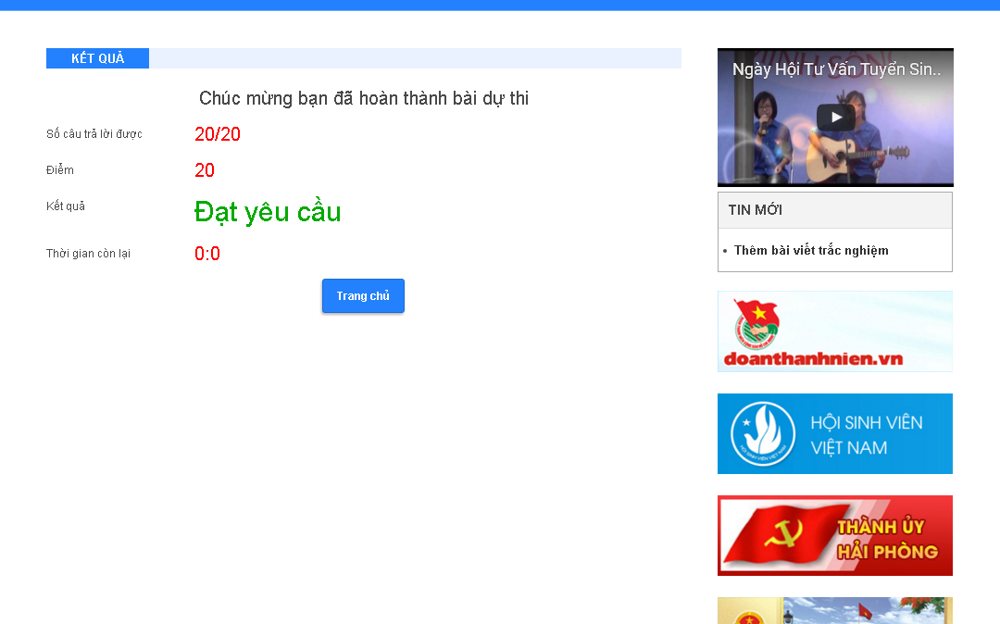 KẾT QUẢ
Chúc mừng bạn đã hoàn thành bài dự thi
Số câu trả lời được 20/20
Điểm 20
Kết quả Đạt yêu cầu
Thời gian còn lại 0:0
Trang chủ
Ngày Hội Tư Vấn Tuyển Sin..
TIN MỚI
Thêm bài viết trắc nghiệm
doanthanhnien.vn
HỘI SINH VIÊN
VIỆT NAM
THÀNH ỦY
HẢI PHÒNG